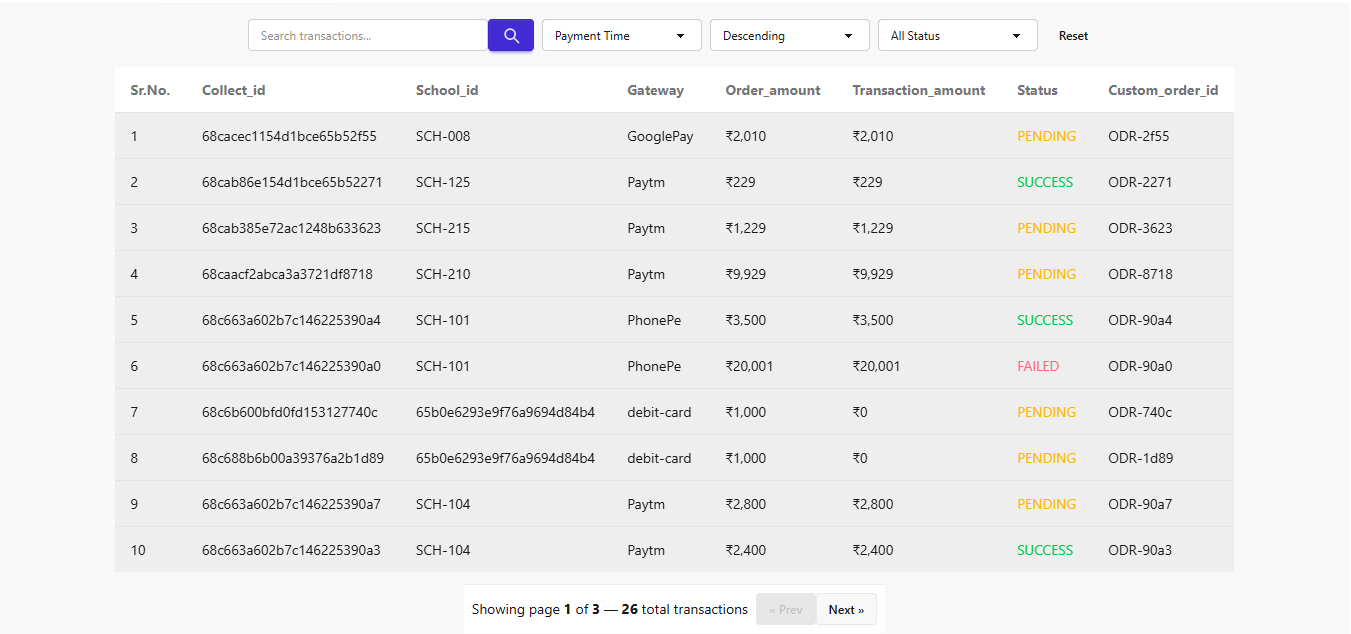 Search transactions... Payment Time Descending All Status Reset
Sr.No. Collect_id School_id Gateway Order_amount Transaction_amount Status Custom_order_id
1 68cacec1154d1bce65b52f55 SCH-008 GooglePay ₹2,010 ₹2,010 PENDING ODR-2f55
2 68cab86e154d1bce65b52271 SCH-125 Paytm ₹229 ₹229 SUCCESS ODR-2271
3 68cab385e72ac1248b633623 SCH-215 Paytm ₹1,229 ₹1,229 PENDING ODR-3623
4 68caacf2abca3a3721df8718 SCH-210 Paytm ₹9,929 ₹9,929 PENDING ODR-8718
5 68c663a602b7c146225390a4 SCH-101 PhonePe ₹3,500 ₹3,500 SUCCESS ODR-90a4
6 68c663a602b7c146225390a0 SCH-101 PhonePe ₹20,001 ₹20,001 FAILED ODR-90a0
7 68c6b600bfd0fd153127740c 65b0e6293e9f76a9694d84b4 debit-card ₹1,000 ₹0 PENDING ODR-740c
8 68c688b6b00a39376a2b1d89 65b0e6293e9f76a9694d84b4 debit-card ₹1,000 ₹0 PENDING ODR-1d89
9 68c663a602b7c146225390a7 SCH-104 Paytm ₹2,800 ₹2,800 PENDING ODR-90a7
10 68c663a602b7c146225390a3 SCH-104 Paytm ₹2,400 ₹2,400 SUCCESS ODR-90a3
Showing page 1 of 3 — 26 total transactions « Prev Next »